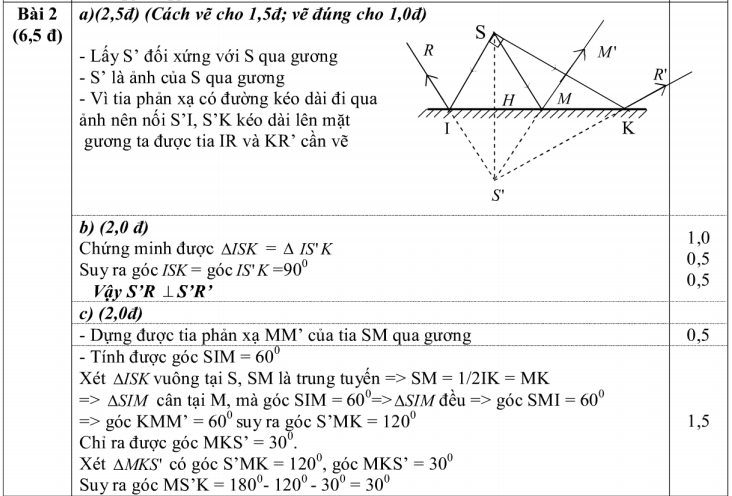 Bài 2
(6,5 đ)
a)(2,5đ) (Cách vẽ cho 1,5đ; vẽ đúng cho 1,0đ)
- Lấy S’ đối xứng với S qua gương
- S’ là ảnh của S qua gương
- Vì tia phản xạ có đường kéo dài đi qua
ảnh nên nối S’I, S’K kéo dài lên mặt
gương ta được tia IR và KR’ cần vẽ
S
R
M'
R'
H
M
I
K
S'
b) (2,0 đ)
Chứng minh được ΔISK = Δ IS'K
Suy ra góc ISK = góc IS'K =90⁰
Vậy S’R ⊥ S’R’
1,0
0,5
0,5
c) (2,0đ)
- Dựng được tia phản xạ MM’ của tia SM qua gương
0,5
- Tính được góc SIM = 60⁰
Xét ΔISK vuông tại S, SM là trung tuyến => SM = 1/2IK = MK
=> ΔSIM cân tại M, mà góc SIM = 60⁰=> ΔSIM đều => góc SMI = 60⁰
=> góc KMM’ = 60⁰ suy ra góc S’MK = 120⁰
Chỉ ra được góc MKS’ = 30⁰.
Xét ΔMKS' có góc S’MK = 120⁰, góc MKS’ = 30⁰
Suy ra góc MS’K = 180⁰- 120⁰ - 30⁰ = 30⁰
1,5